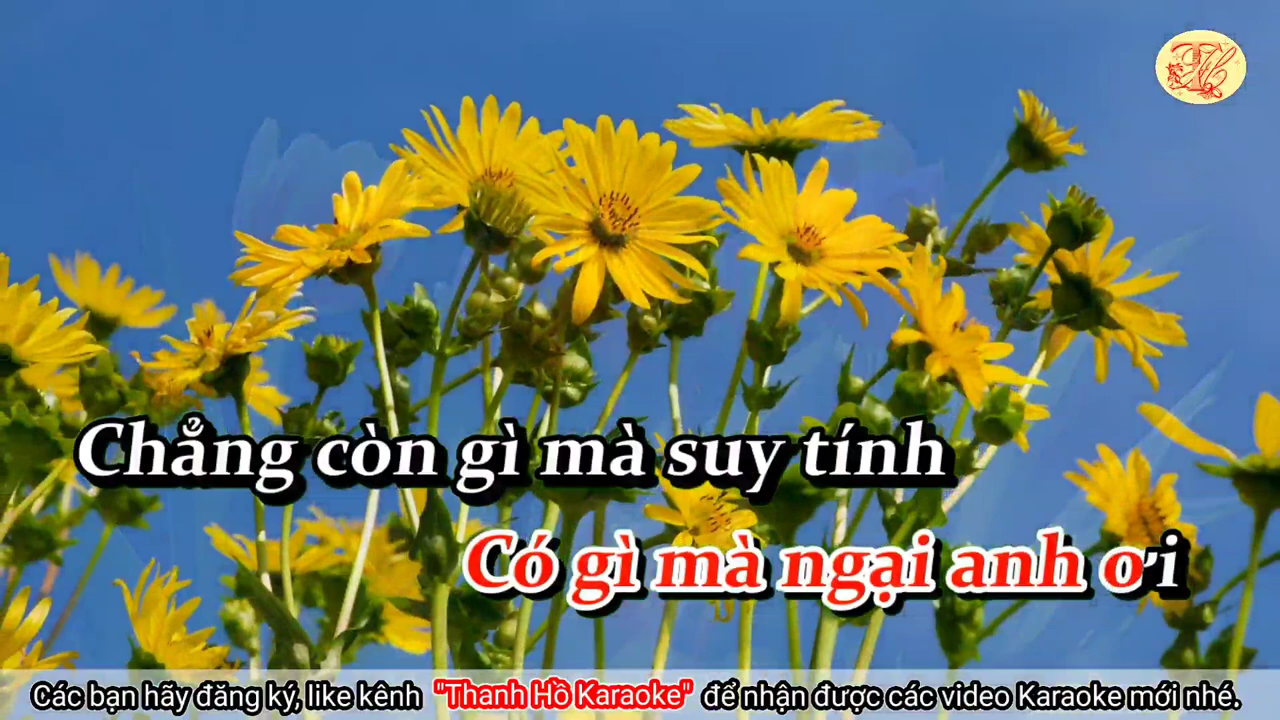 Chẳng còn gì mà suy tính
Có gì mà ngại anh ơi
Các bạn hãy đăng ký, like kênh "Thanh Hồ Karaoke" để nhận được các video Karaoke mới nhé.